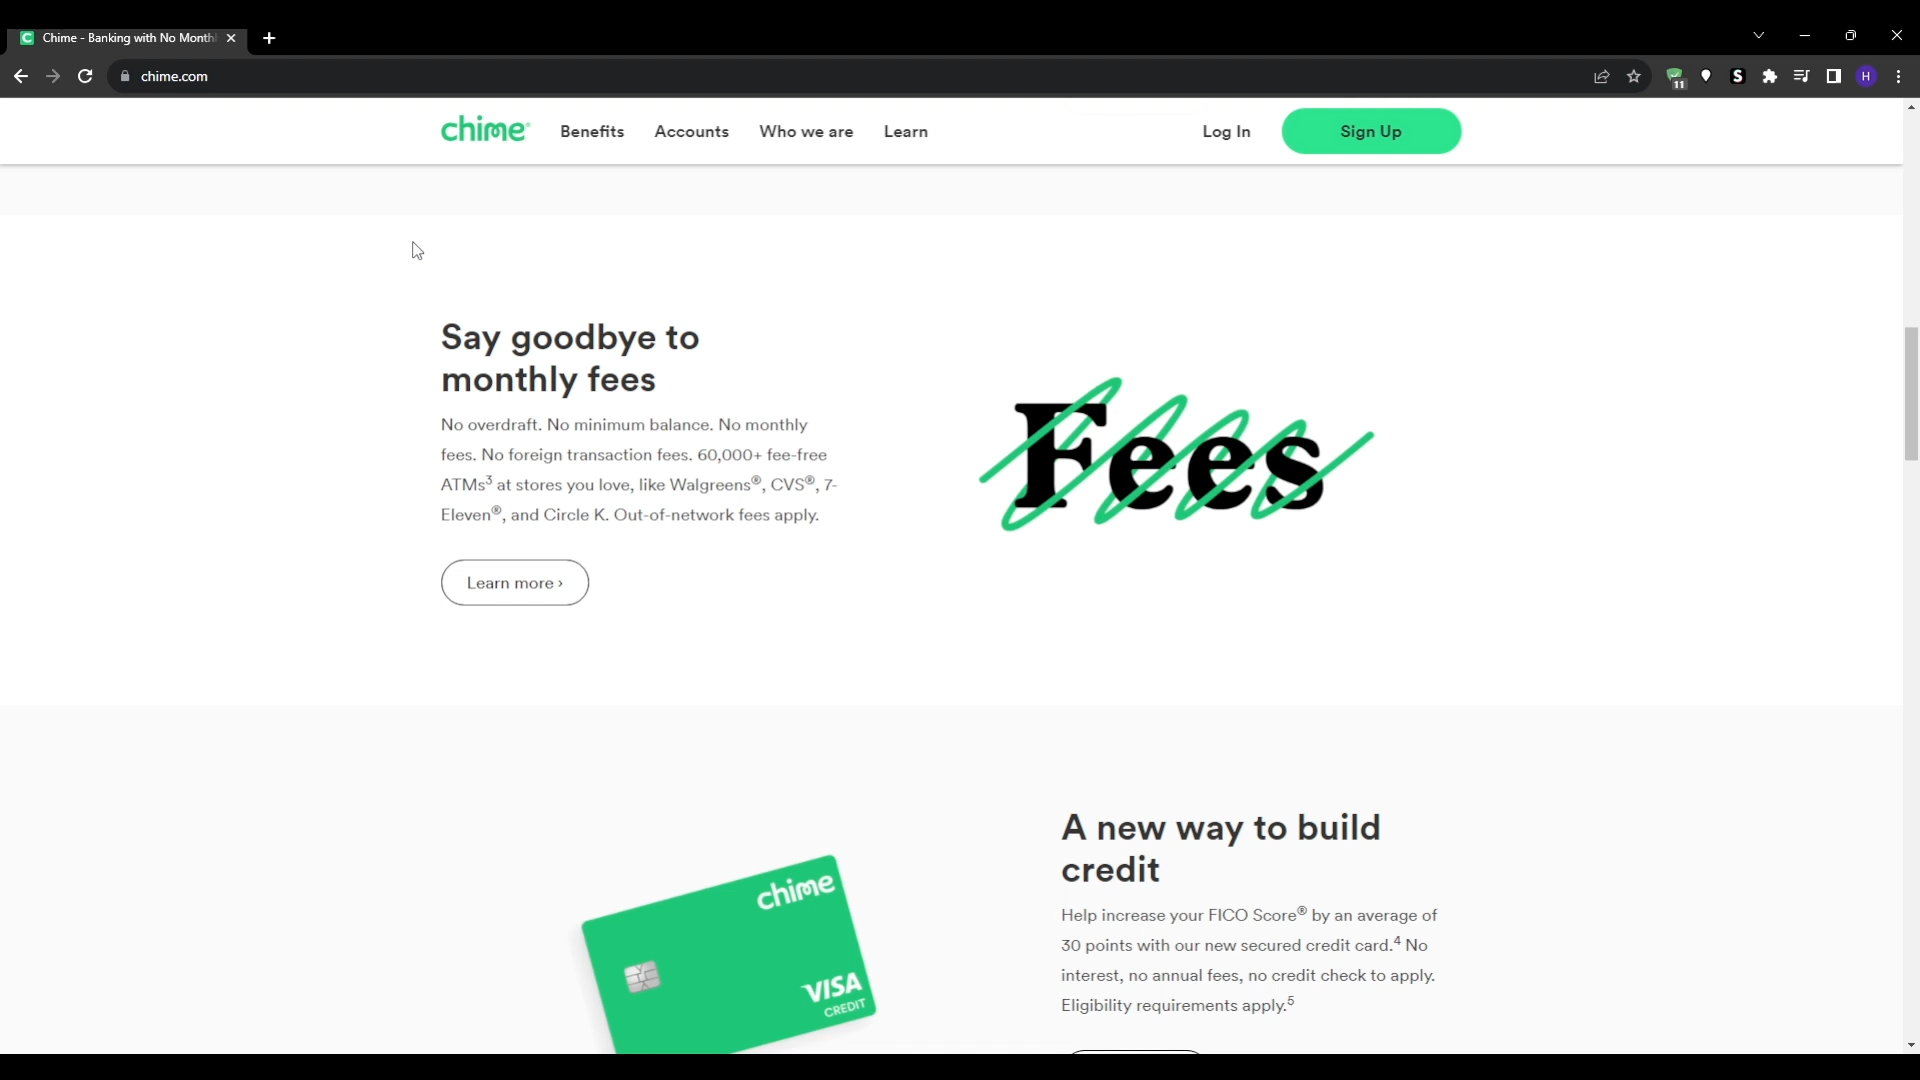 Chime - Banking with No Month
chime.com
11
S
H
chime®
Benefits
Accounts
Who we are
Learn
Log In
Sign Up
Say goodbye to
monthly fees
No overdraft. No minimum balance. No monthly
fees. No foreign transaction fees. 60,000+ fee-free
ATMs³ at stores you love, like Walgreens®, CVS®, 7-
Eleven®, and Circle K. Out-of-network fees apply.
Learn more ›
Fees
A new way to build
credit
Help increase your FICO Score® by an average of
30 points with our new secured credit card.⁴ No
interest, no annual fees, no credit check to apply.
Eligibility requirements apply.⁵
chime
VISA
CREDIT